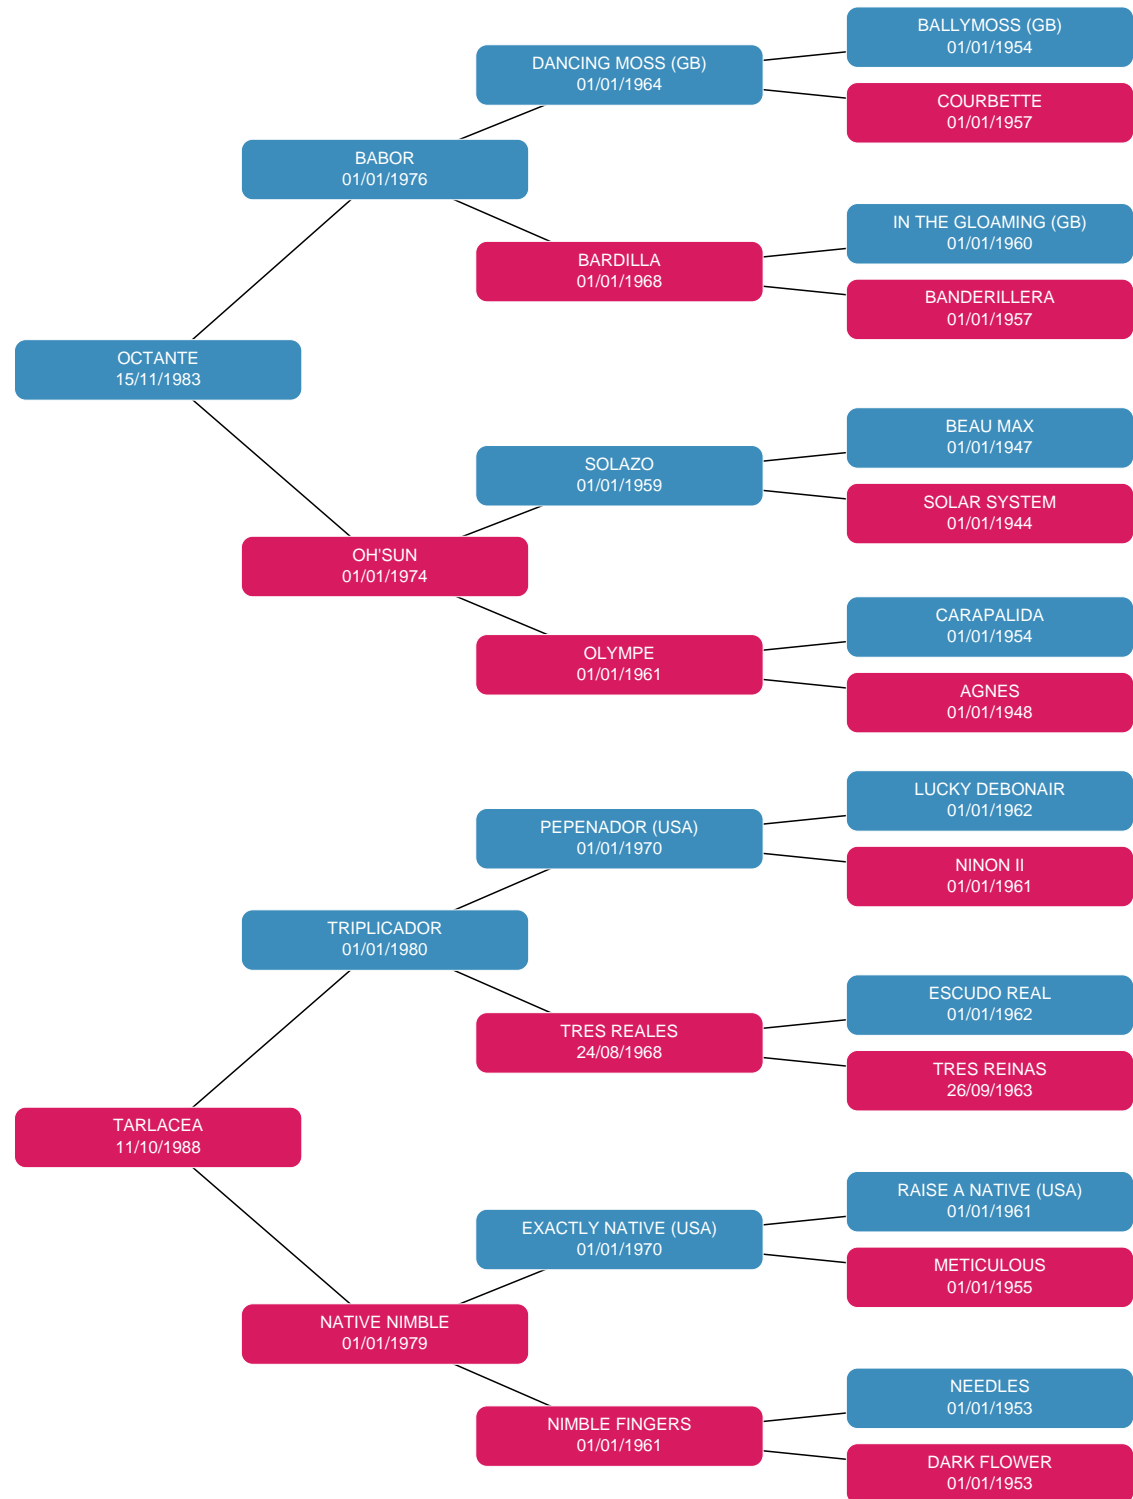 BALLYMOSS (GB)
01/01/1954
DANCING MOSS (GB)
01/01/1964
COURBETTE
01/01/1957
BABOR
01/01/1976
IN THE GLOAMING (GB)
01/01/1960
BARDILLA
01/01/1968
BANDERILLERA
01/01/1957
OCTANTE
15/11/1983
BEAU MAX
01/01/1947
SOLAZO
01/01/1959
SOLAR SYSTEM
01/01/1944
OH'SUN
01/01/1974
CARAPALIDA
01/01/1954
OLYMPE
01/01/1961
AGNES
01/01/1948
LUCKY DEBONAIR
01/01/1962
PEPENADOR (USA)
01/01/1970
NINON II
01/01/1961
TRIPLICADOR
01/01/1980
ESCUDO REAL
01/01/1962
TRES REALES
24/08/1968
TRES REINAS
26/09/1963
TARLACEA
11/10/1988
RAISE A NATIVE (USA)
01/01/1961
EXACTLY NATIVE (USA)
01/01/1970
METICULOUS
01/01/1955
NATIVE NIMBLE
01/01/1979
NEEDLES
01/01/1953
NIMBLE FINGERS
01/01/1961
DARK FLOWER
01/01/1953